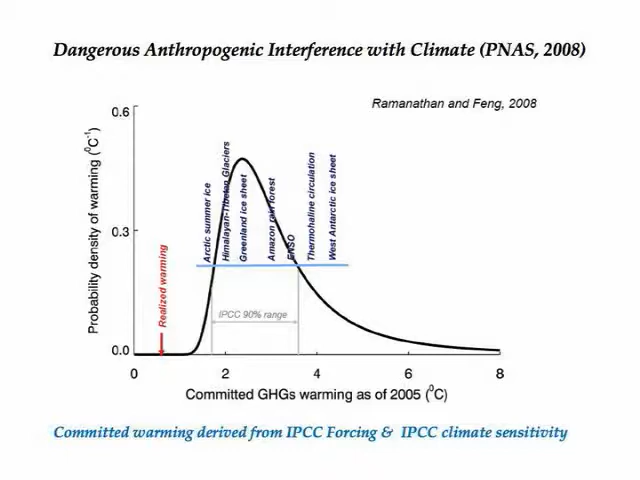 Dangerous Anthropogenic Interference with Climate (PNAS, 2008)
Ramanathan and Feng, 2008
Probability density of warming (⁰C⁻¹)
0.6
0.3
0.0
Realized warming
Arctic summer ice
Himalayan-Tibetan Glaciers
Greenland ice sheet
Amazon rain forest
ENSO
Thermohaline circulation
West Antarctic ice sheet
IPCC 90% range
0 2 4 6 8
Committed GHGs warming as of 2005 (⁰C)
Committed warming derived from IPCC Forcing & IPCC climate sensitivity